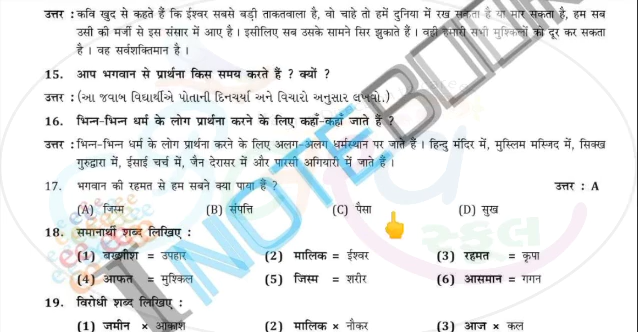 उत्तर : कवि खुद से कहते हैं कि ईश्वर सबसे बड़ी ताकतवाला है, वो चाहे तो हमें दुनिया में रख सकता है या मार सकता है, हम सब
उसी की मर्जी से इस संसार में आए है । इसीलिए सब उसके सामने सिर झुकाते हैं । वही हमारी सभी मुश्किलों को दूर कर सकता
है । वह सर्वशक्तिमान है ।
15. आप भगवान से प्रार्थना किस समय करते हैं ? क्यों ?
उत्तर : (આ જવાબ વિદ્યાર્થીએ પોતાની દિનચર્યા અને વિચારો અનુસાર લખવો.)
16. भिन्न-भिन्न धर्म के लोग प्रार्थना करने के लिए कहाँ-कहाँ जाते हैं ?
उत्तर : भिन्न-भिन्न धर्म के लोग प्रार्थना करने के लिए अलग-अलग धर्मस्थान पर जाते हैं । हिन्दु मंदिर में, मुस्लिम मस्जिद में, सिक्ख
गुरुद्वारा में, ईसाई चर्च में, जैन देरासर में और पारसी अगियारी में जाते हैं ।
17. भगवान की रहमत से हम सबने क्या पाया हैं ? उत्तर : A
(A) जिस्म (B) संपत्ति (C) पैसा (D) सुख
18. समानार्थी शब्द लिखिए :
(1) बख्शीश = उपहार (2) मालिक = ईश्वर (3) रहमत = कृपा
(4) आफत = मुश्किल (5) जिस्म = शरीर (6) आसमान = गगन
19. विरोधी शब्द लिखिए :
(1) जमीन × आकाश (2) मालिक × नौकर (3) आज × कल
NOTEBOOK
સ્કૂલ